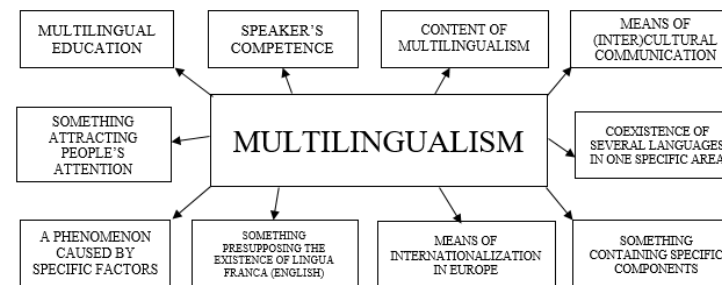 MULTILINGUAL
EDUCATION
SPEAKER'S
COMPETENCE
CONTENT OF
MULTILINGUALISM
MEANS OF
(INTER)CULTURAL
COMMUNICATION
SOMETHING
ATTRACTING
PEOPLE'S
ATTENTION
MULTILINGUALISM
COEXISTENCE OF
SEVERAL LANGUAGES
IN ONE SPECIFIC AREA
A PHENOMENON
CAUSED BY
SPECIFIC FACTORS
SOMETHING
PRESUPPOSING THE
EXISTENCE OF LINGUA
FRANCA (ENGLISH)
MEANS OF
INTERNATIONALIZATION
IN EUROPE
SOMETHING
CONTAINING SPECIFIC
COMPONENTS